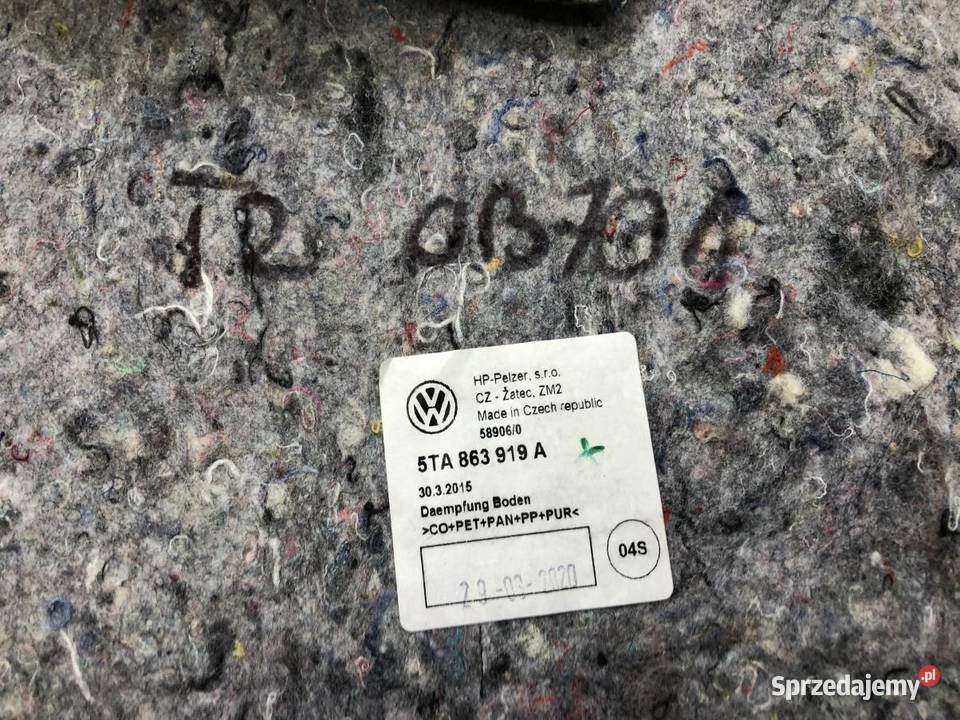 TR
HP-Pelzer, s.r.o.
CZ - Žatec, ZM2
Made in Czech republic
58906/0
5TA 863 919 A
30.3.2015
Daempfung Boden
>CO+PET+PAN+PP+PUR<
29-03-2020
04S
Sprzedajemy.pl